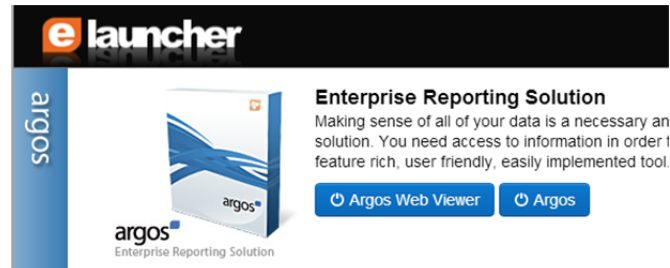 e launcher
argos
Enterprise Reporting Solution
Making sense of all of your data is a necessary an
solution. You need access to information in order t
feature rich, user friendly, easily implemented tool.
Argos Web Viewer
Argos
argos
argos
Enterprise Reporting Solution